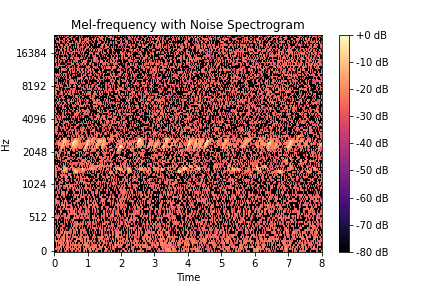 Mel-frequency with Noise Spectrogram
+0 dB
16384
-10 dB
8192
-20 dB
-30 dB
4096
Hz
-40 dB
2048
-50 dB
1024
-60 dB
512
-70 dB
0
-80 dB
0 1 2 3 4 5 6 7 8
Time